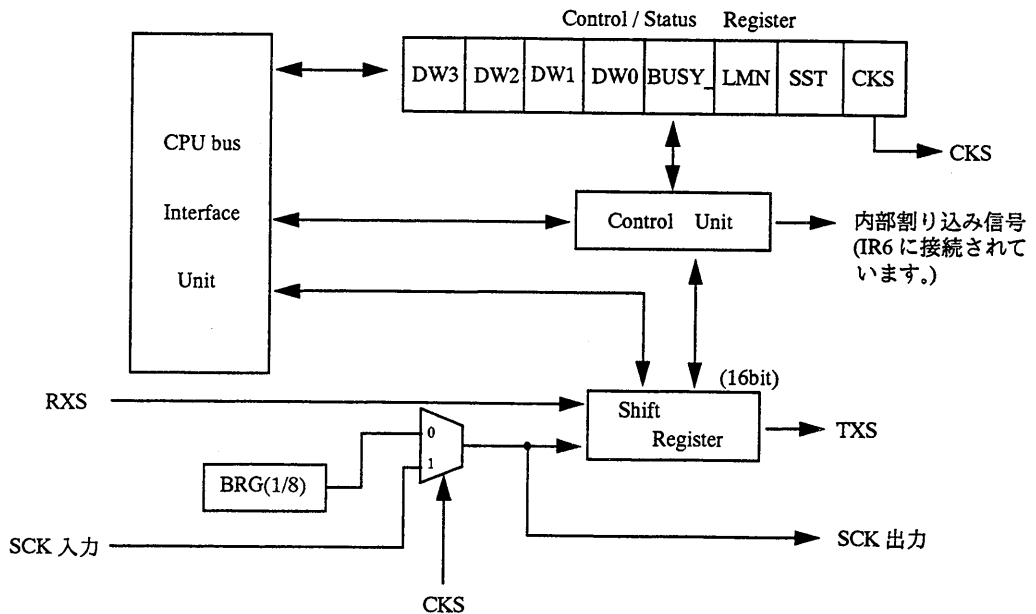 Control / Status Register
DW3 DW2 DW1 DW0 BUSY_ LMN SST CKS
CPU bus
Interface
Unit
CKS
Control Unit
内部割り込み信号
(IR6 に接続されて
います。)
(16bit)
RXS
Shift
Register
TXS
0
1
BRG(1/8)
SCK 入力
SCK 出力
CKS